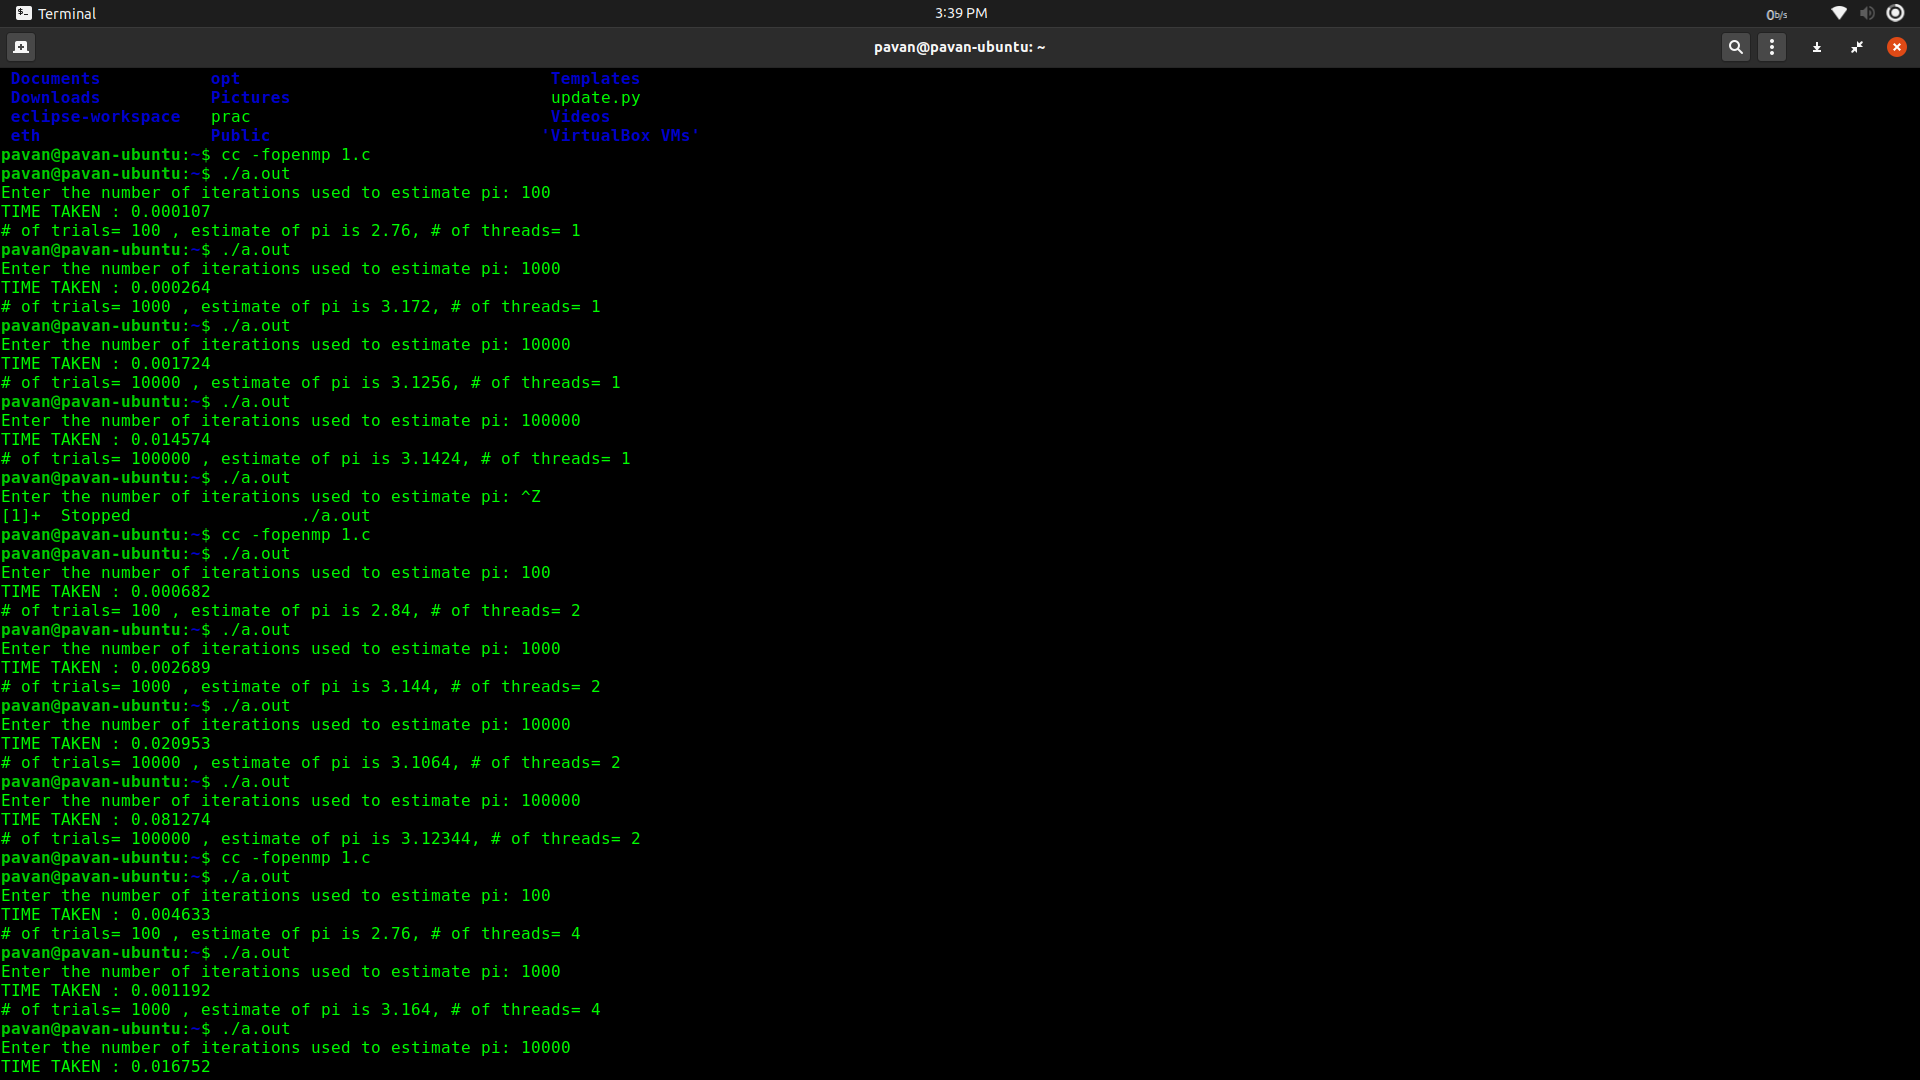 Terminal
3:39 PM
0b/s
pavan@pavan-ubuntu: ~
Documents opt Templates
Downloads Pictures update.py
eclipse-workspace prac Videos
eth Public 'VirtualBox VMs'
pavan@pavan-ubuntu:~$ cc -fopenmp 1.c
pavan@pavan-ubuntu:~$ ./a.out
Enter the number of iterations used to estimate pi: 100
TIME TAKEN : 0.000107
# of trials= 100 , estimate of pi is 2.76, # of threads= 1
pavan@pavan-ubuntu:~$ ./a.out
Enter the number of iterations used to estimate pi: 1000
TIME TAKEN : 0.000264
# of trials= 1000 , estimate of pi is 3.172, # of threads= 1
pavan@pavan-ubuntu:~$ ./a.out
Enter the number of iterations used to estimate pi: 10000
TIME TAKEN : 0.001724
# of trials= 10000 , estimate of pi is 3.1256, # of threads= 1
pavan@pavan-ubuntu:~$ ./a.out
Enter the number of iterations used to estimate pi: 100000
TIME TAKEN : 0.014574
# of trials= 100000 , estimate of pi is 3.1424, # of threads= 1
pavan@pavan-ubuntu:~$ ./a.out
Enter the number of iterations used to estimate pi: ^Z
[1]+  Stopped                 ./a.out
pavan@pavan-ubuntu:~$ cc -fopenmp 1.c
pavan@pavan-ubuntu:~$ ./a.out
Enter the number of iterations used to estimate pi: 100
TIME TAKEN : 0.000682
# of trials= 100 , estimate of pi is 2.84, # of threads= 2
pavan@pavan-ubuntu:~$ ./a.out
Enter the number of iterations used to estimate pi: 1000
TIME TAKEN : 0.002689
# of trials= 1000 , estimate of pi is 3.144, # of threads= 2
pavan@pavan-ubuntu:~$ ./a.out
Enter the number of iterations used to estimate pi: 10000
TIME TAKEN : 0.020953
# of trials= 10000 , estimate of pi is 3.1064, # of threads= 2
pavan@pavan-ubuntu:~$ ./a.out
Enter the number of iterations used to estimate pi: 100000
TIME TAKEN : 0.081274
# of trials= 100000 , estimate of pi is 3.12344, # of threads= 2
pavan@pavan-ubuntu:~$ cc -fopenmp 1.c
pavan@pavan-ubuntu:~$ ./a.out
Enter the number of iterations used to estimate pi: 100
TIME TAKEN : 0.004633
# of trials= 100 , estimate of pi is 2.76, # of threads= 4
pavan@pavan-ubuntu:~$ ./a.out
Enter the number of iterations used to estimate pi: 1000
TIME TAKEN : 0.001192
# of trials= 1000 , estimate of pi is 3.164, # of threads= 4
pavan@pavan-ubuntu:~$ ./a.out
Enter the number of iterations used to estimate pi: 10000
TIME TAKEN : 0.016752